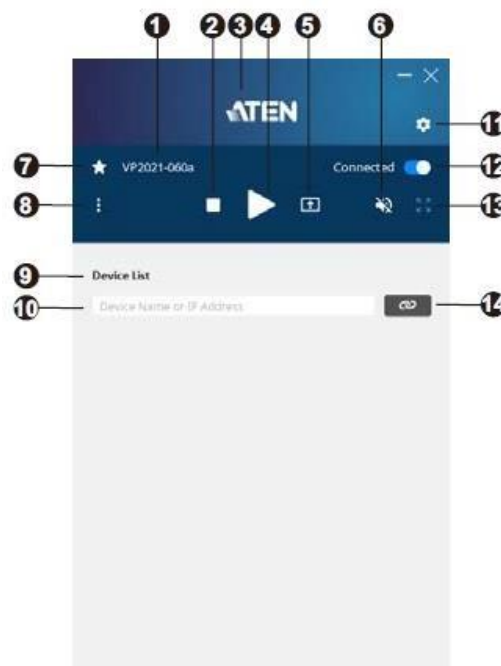 1 2 3 4 5 6
ATEN
11
7 VP2021-060a Connected 12
8 13
9 Device List
10 Device Name or IP Address 14